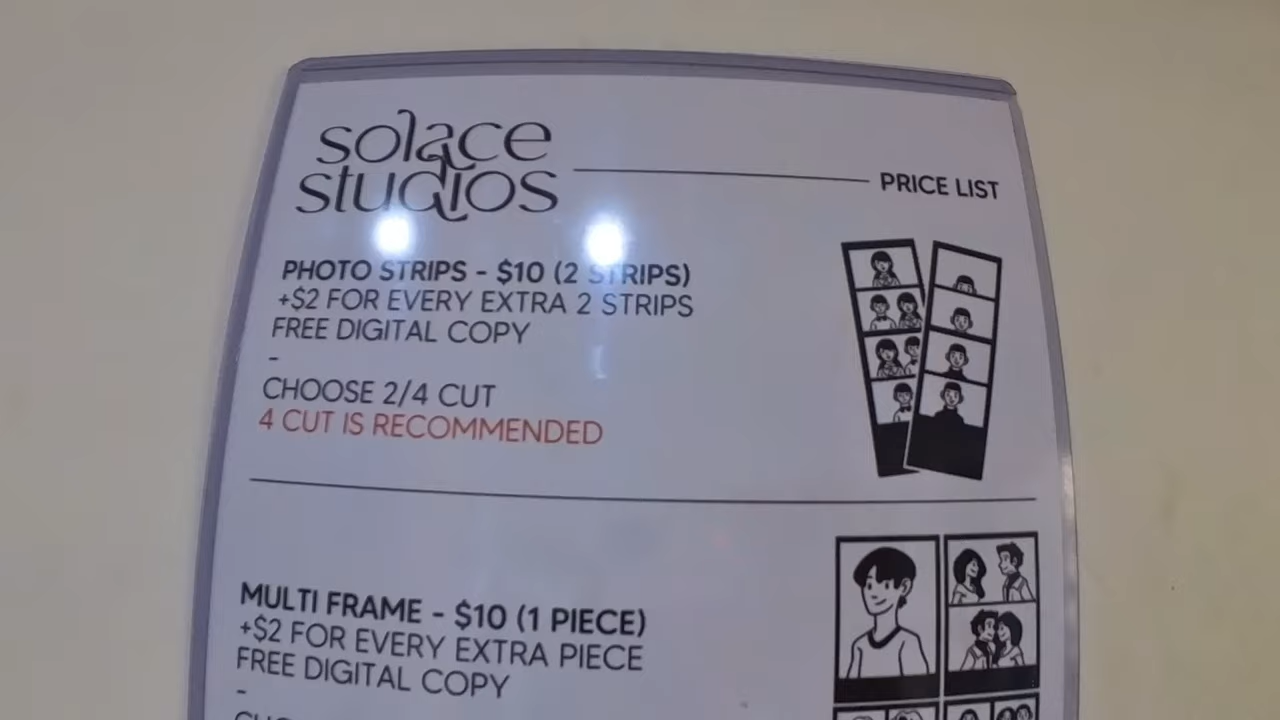 solace
studios
PRICE LIST
PHOTO STRIPS - $10 (2 STRIPS)
+$2 FOR EVERY EXTRA 2 STRIPS
FREE DIGITAL COPY
-
CHOOSE 2/4 CUT
4 CUT IS RECOMMENDED
MULTI FRAME - $10 (1 PIECE)
+$2 FOR EVERY EXTRA PIECE
FREE DIGITAL COPY
-